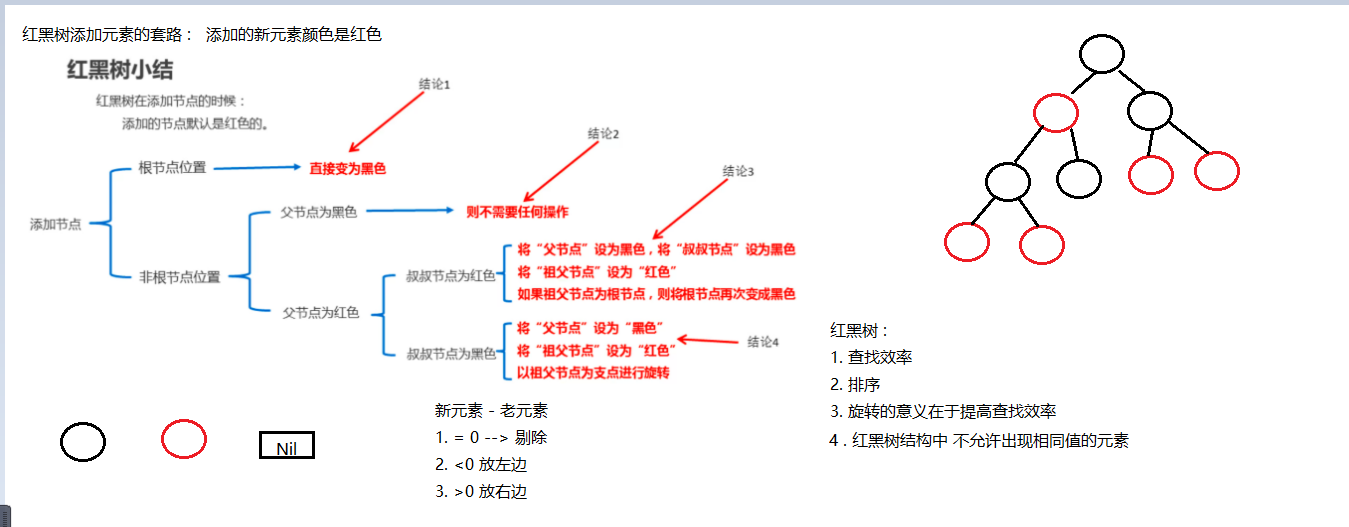 红黑树添加元素的套路： 添加的新元素颜色是红色
红黑树小结
红黑树在添加节点的时候：
添加的节点默认是红色的。
结论1
结论2
结论3
根节点位置
直接变为黑色
添加节点
父节点为黑色
则不需要任何操作
非根节点位置
将“父节点”设为黑色，将“叔叔节点”设为黑色
叔叔节点为红色
将“祖父节点”设为“红色”
如果祖父节点为根节点，则将根节点再次变成黑色
父节点为红色
将“父节点”设为“黑色”
结论4
叔叔节点为黑色
将“祖父节点”设为“红色”
以祖父节点为支点进行旋转
红黑树：
1. 查找效率
2. 排序
3. 旋转的意义在于提高查找效率
4 . 红黑树结构中 不允许出现相同值的元素
新元素 - 老元素
1. = 0 --> 剔除
2. <0 放左边
3. >0 放右边
Nil